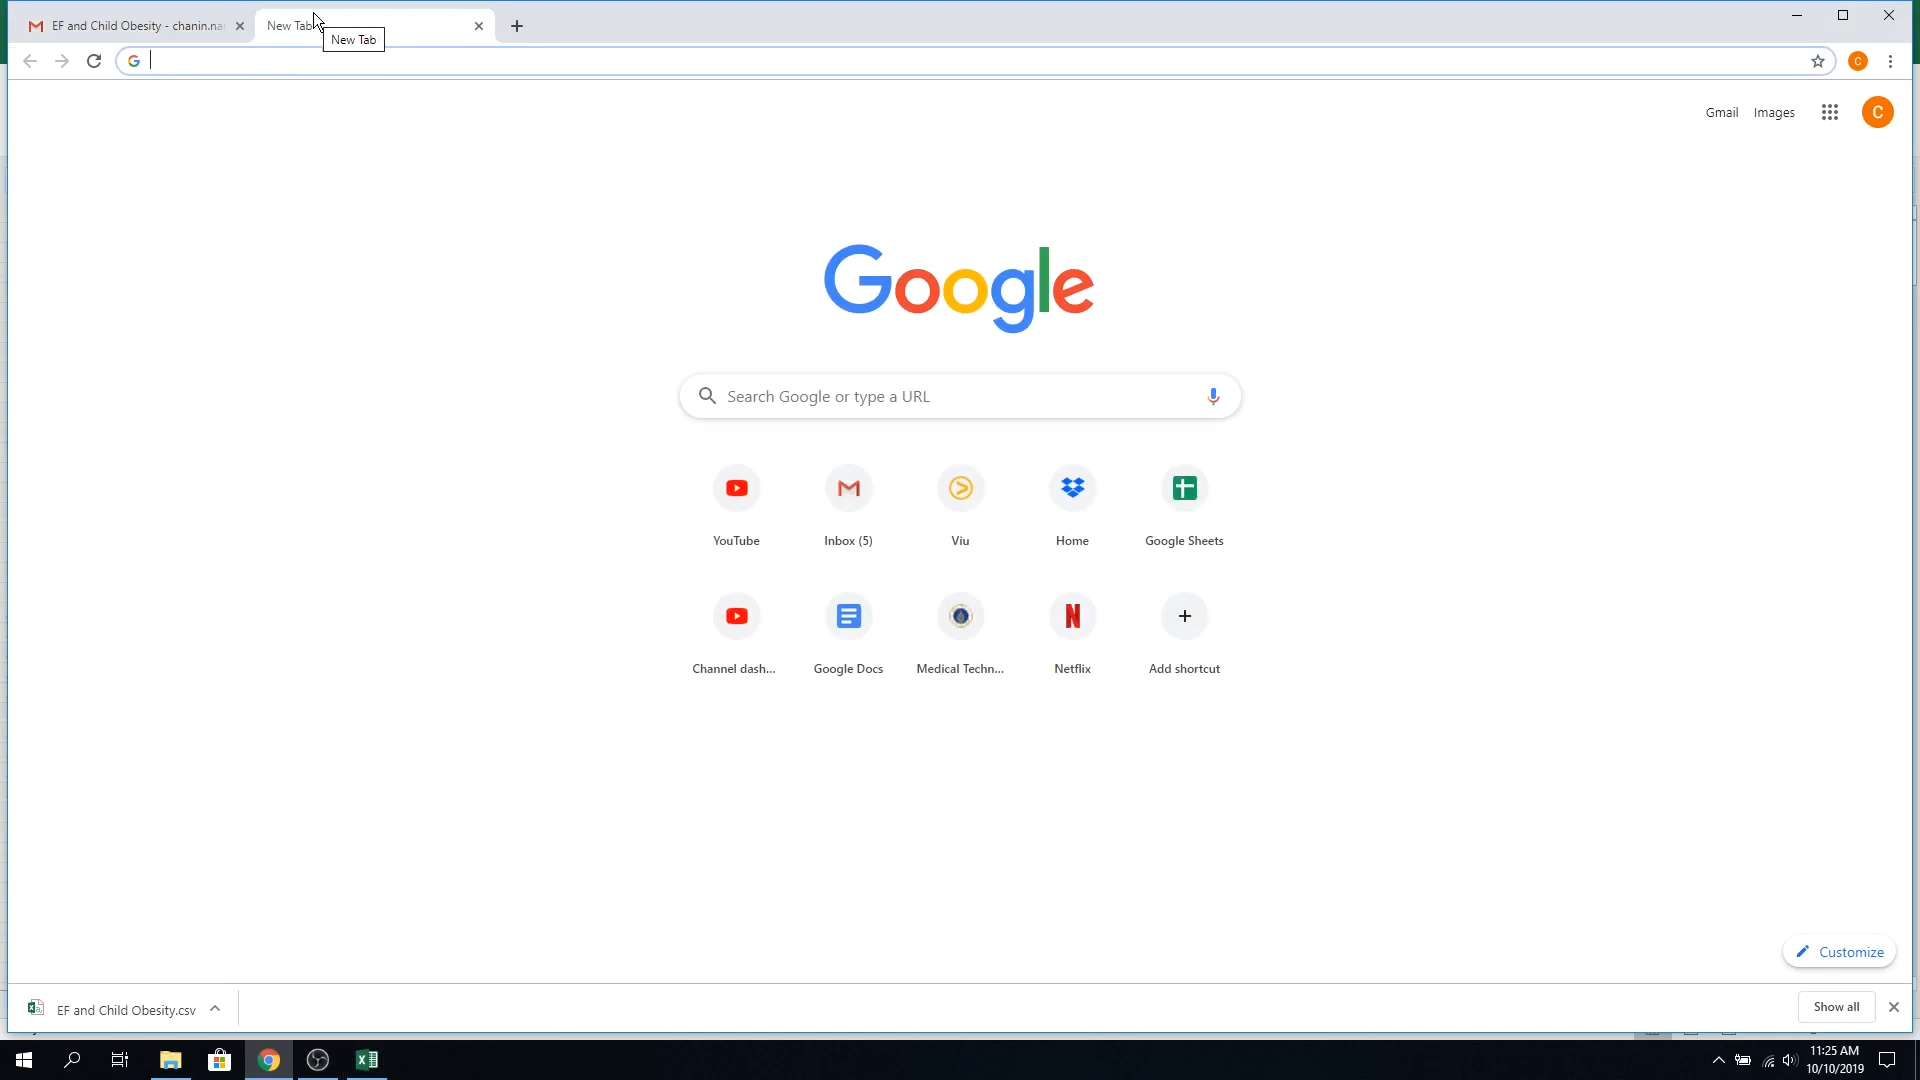 EF and Child Obesity - chanin.na
New Tab
New Tab
Gmail
Images
C
C
Google
Search Google or type a URL
YouTube
Inbox (5)
Viu
Home
Google Sheets
Channel dash...
Google Docs
Medical Techn...
Netflix
Add shortcut
Customize
EF and Child Obesity.csv
Show all
11:25 AM
10/10/2019